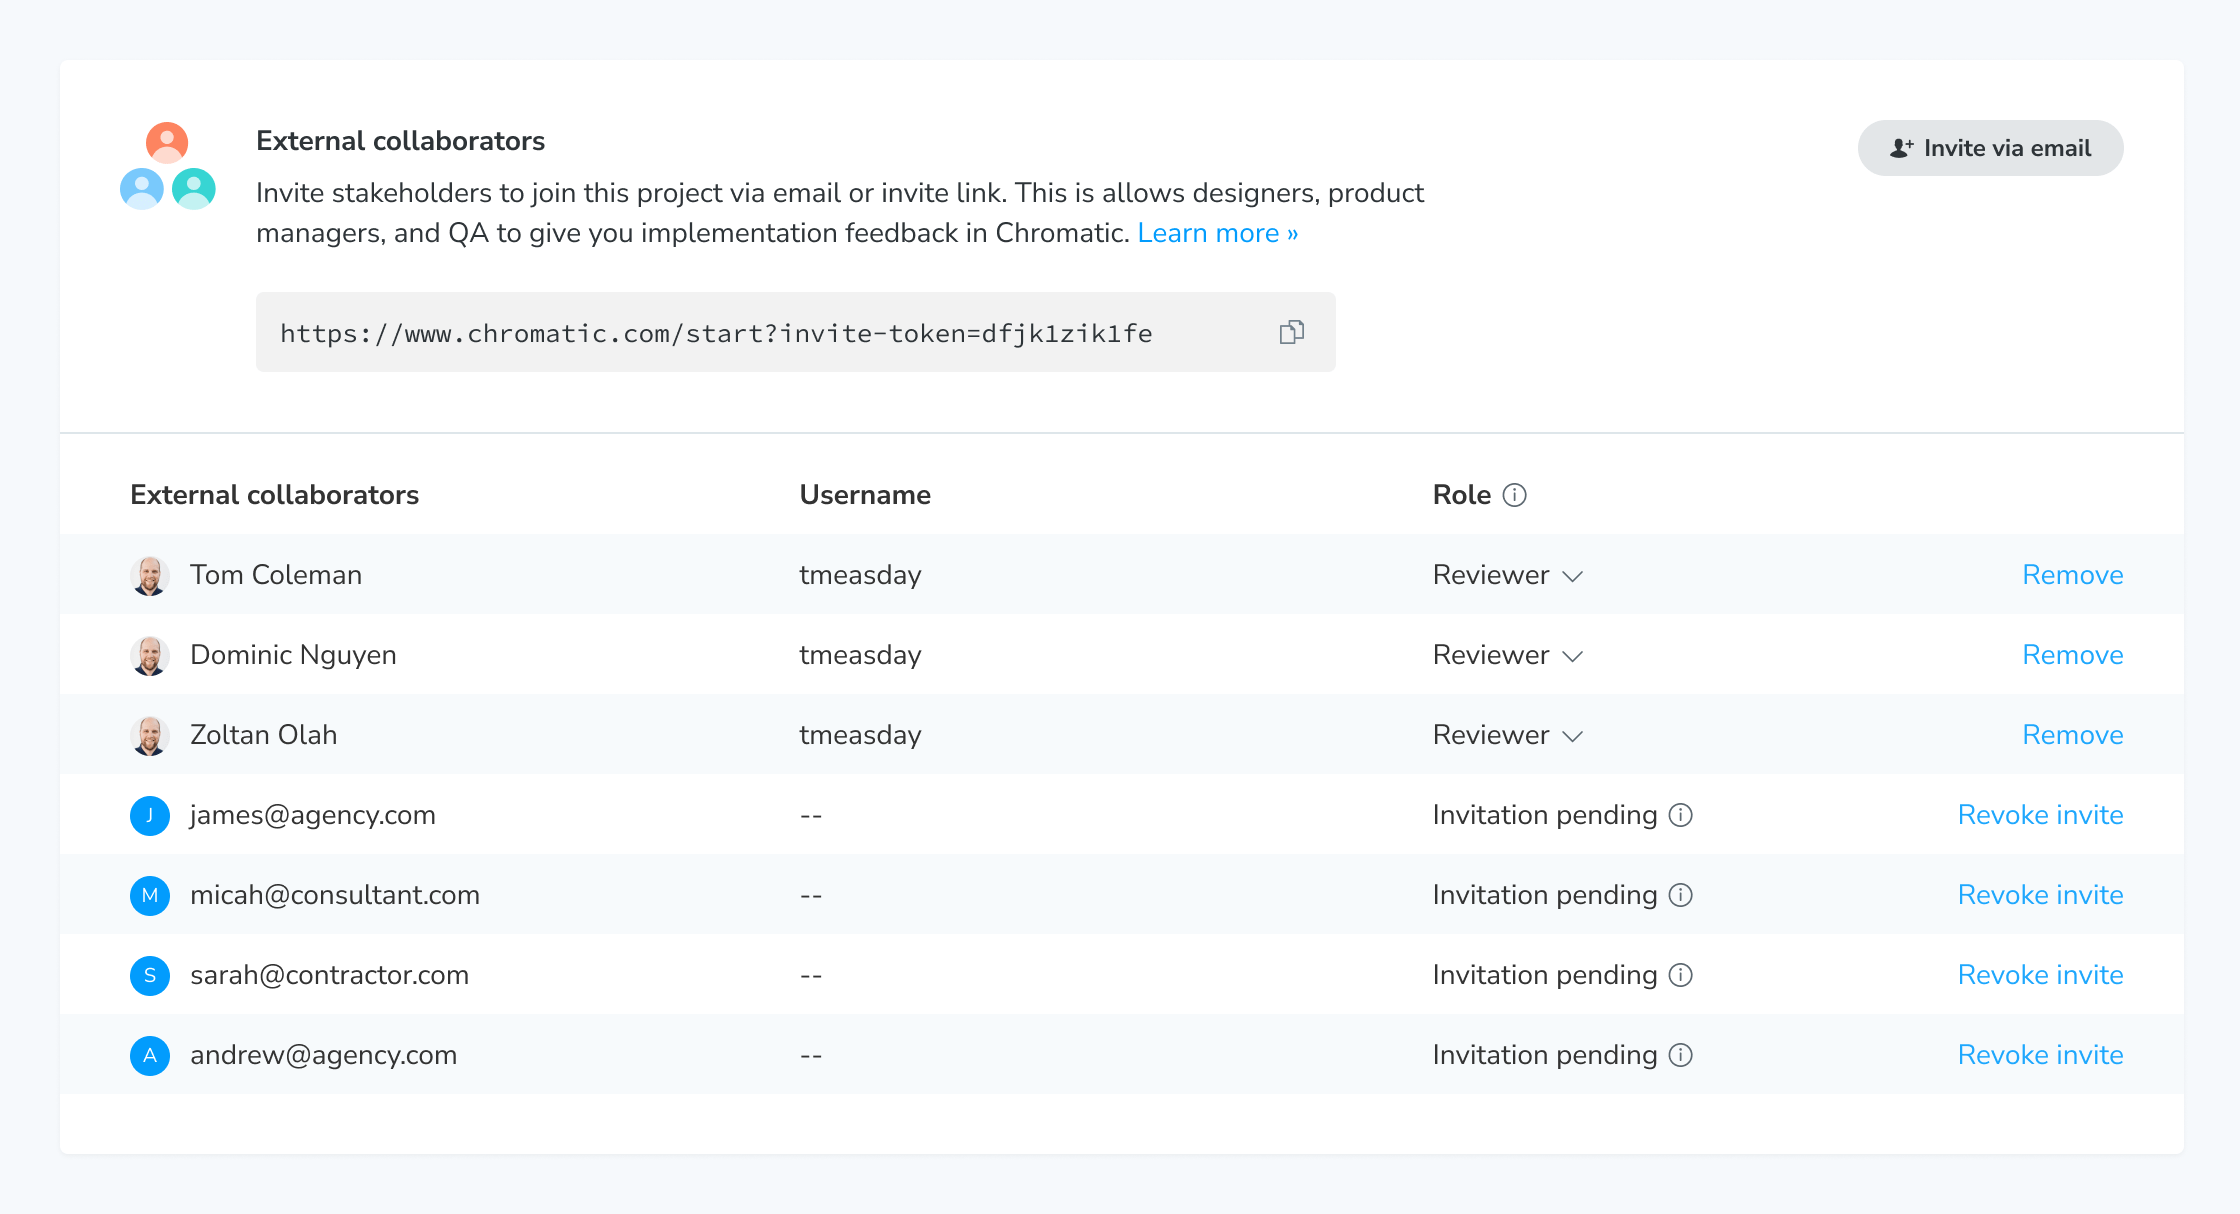 External collaborators
Invite via email
Invite stakeholders to join this project via email or invite link. This is allows designers, product
managers, and QA to give you implementation feedback in Chromatic. Learn more »
https://www.chromatic.com/start?invite-token=dfjk1zik1fe
External collaborators Username Role
Tom Coleman tmeasday Reviewer Remove
Dominic Nguyen tmeasday Reviewer Remove
Zoltan Olah tmeasday Reviewer Remove
J james@agency.com -- Invitation pending Revoke invite
M micah@consultant.com -- Invitation pending Revoke invite
S sarah@contractor.com -- Invitation pending Revoke invite
A andrew@agency.com -- Invitation pending Revoke invite